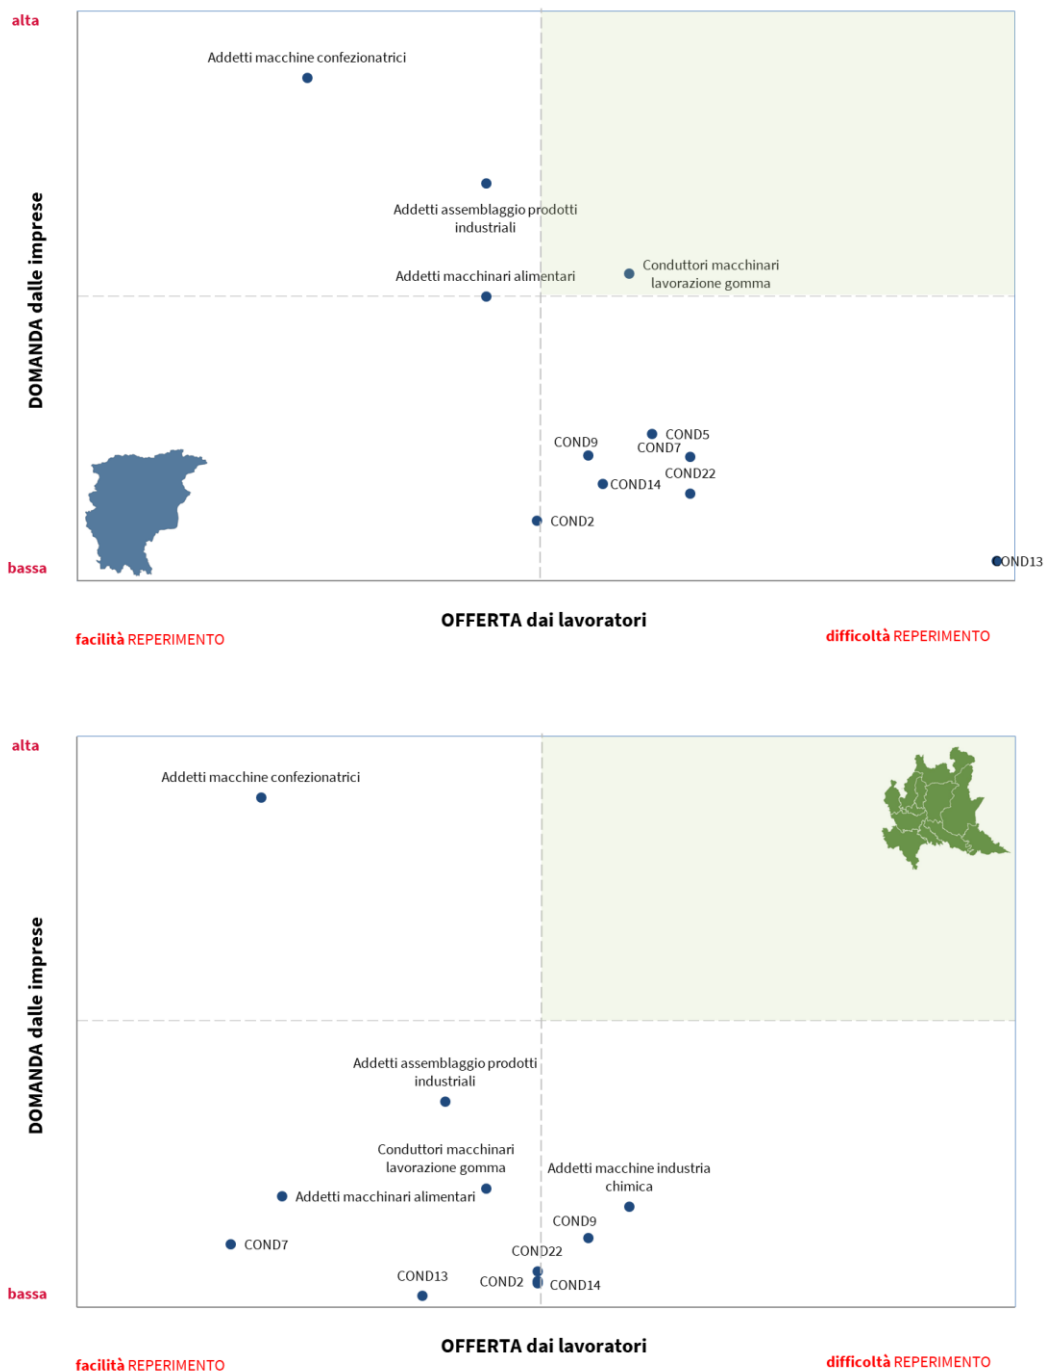 alta
Addetti macchine confezionatrici
Addetti assemblaggio prodotti
industriali
Addetti macchinari alimentari
Conduttori macchinari
lavorazione gomma
DOMANDA dalle imprese
COND5
COND9
COND7
COND22
COND14
COND2
COND13
bassa
OFFERTA dai lavoratori
facilità REPERIMENTO
difficoltà REPERIMENTO
alta
Addetti macchine confezionatrici
DOMANDA dalle imprese
Addetti assemblaggio prodotti
industriali
Conduttori macchinari
lavorazione gomma
Addetti macchine industria
chimica
Addetti macchinari alimentari
COND9
COND7
COND22
COND13
COND2
COND14
bassa
OFFERTA dai lavoratori
facilità REPERIMENTO
difficoltà REPERIMENTO